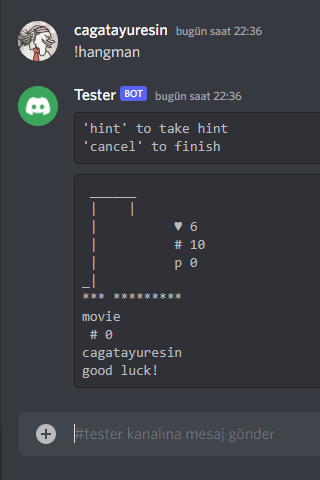 cagatayuresin bugün saat 22:36
!hangman
Tester BOT bugün saat 22:36
'hint' to take hint
'cancel' to finish
 ______
 |    |
 |          ♥ 6
 |          # 10
 |          p 0
_|
*** *********
movie
 # 0
cagatayuresin
good luck!
#tester kanalına mesaj gönder